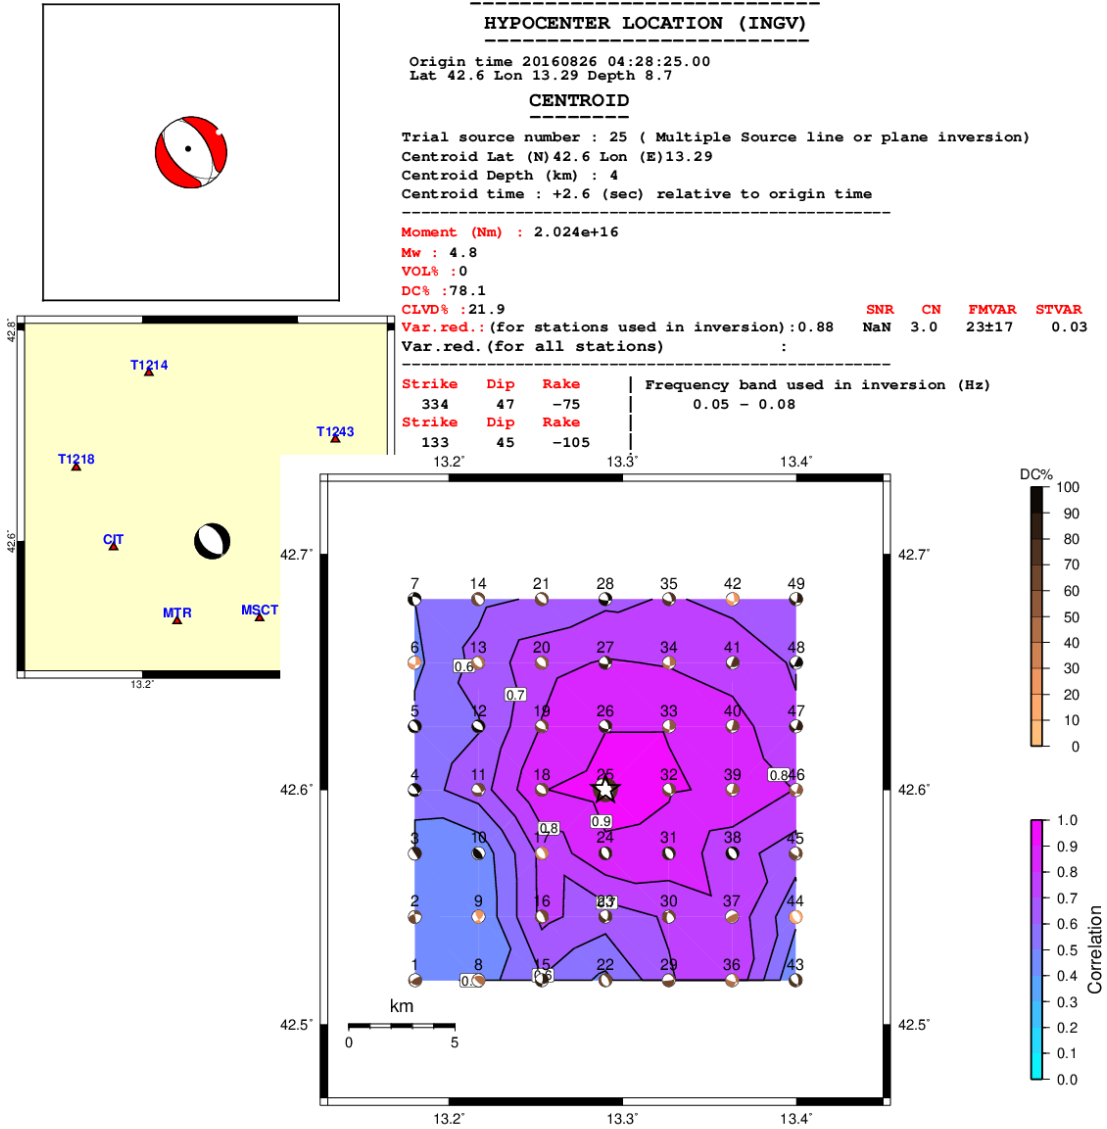 HYPOCENTER LOCATION (INGV)
Origin time 20160826 04:28:25.00
Lat 42.6 Lon 13.29 Depth 8.7
CENTROID
Trial source number : 25 ( Multiple Source line or plane inversion)
Centroid Lat (N)42.6 Lon (E)13.29
Centroid Depth (km) : 4
Centroid time : +2.6 (sec) relative to origin time
Moment (Nm) : 2.024e+16
Mw : 4.8
VOL% :0
DC% :78.1
CLVD% :21.9 SNR CN FMVAR STVAR
Var.red.:(for stations used in inversion):0.88 NaN 3.0 23±17 0.03
Var.red.(for all stations) :
Strike Dip Rake | Frequency band used in inversion (Hz)
334 47 −75 | 0.05 − 0.08
Strike Dip Rake
133 45 −105
42.8°
T1214
T1243
T1218
42.6°
CIT
MTR
MSCT
13.2°
13.2° 13.3° 13.4°
42.7° 42.7°
7 14 21 28 35 42 49
6 13 20 27 34 41 48
0.6
0.7
5 12 19 26 33 40 47
4 11 18 25 32 39 46
0.8
42.6° 42.6°
0.9
0.8
3 10 17 24 31 38 45
2 9 16 23 30 37 44
1 8 15 22 29 36 43
km
0 5
42.5° 42.5°
13.2° 13.3° 13.4°
DC%
100
90
80
70
60
50
40
30
20
10
0
1.0
0.9
0.8
0.7
0.6
0.5
0.4
0.3
0.2
0.1
0.0
Correlation